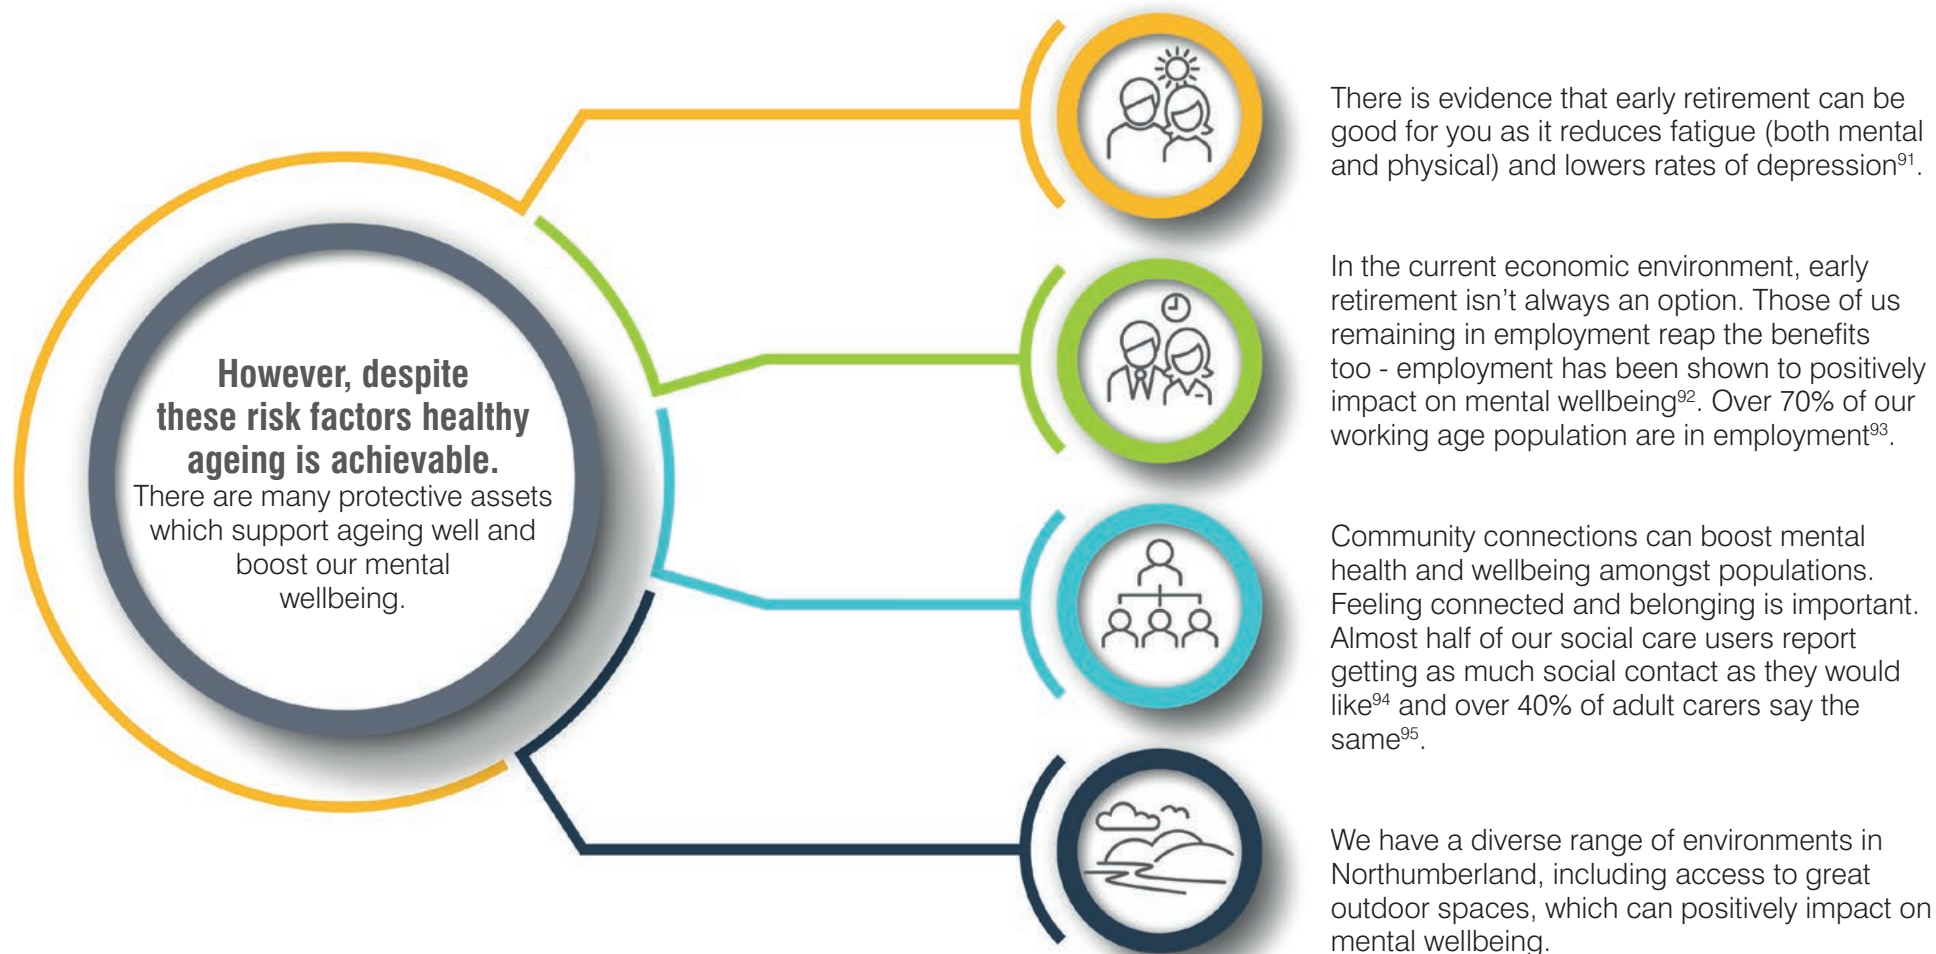 However, despite
these risk factors healthy
ageing is achievable.
There are many protective assets
which support ageing well and
boost our mental
wellbeing.
There is evidence that early retirement can be
good for you as it reduces fatigue (both mental
and physical) and lowers rates of depression⁹¹.
In the current economic environment, early
retirement isn’t always an option. Those of us
remaining in employment reap the benefits
too - employment has been shown to positively
impact on mental wellbeing⁹². Over 70% of our
working age population are in employment⁹³.
Community connections can boost mental
health and wellbeing amongst populations.
Feeling connected and belonging is important.
Almost half of our social care users report
getting as much social contact as they would
like⁹⁴ and over 40% of adult carers say the
same⁹⁵.
We have a diverse range of environments in
Northumberland, including access to great
outdoor spaces, which can positively impact on
mental wellbeing.